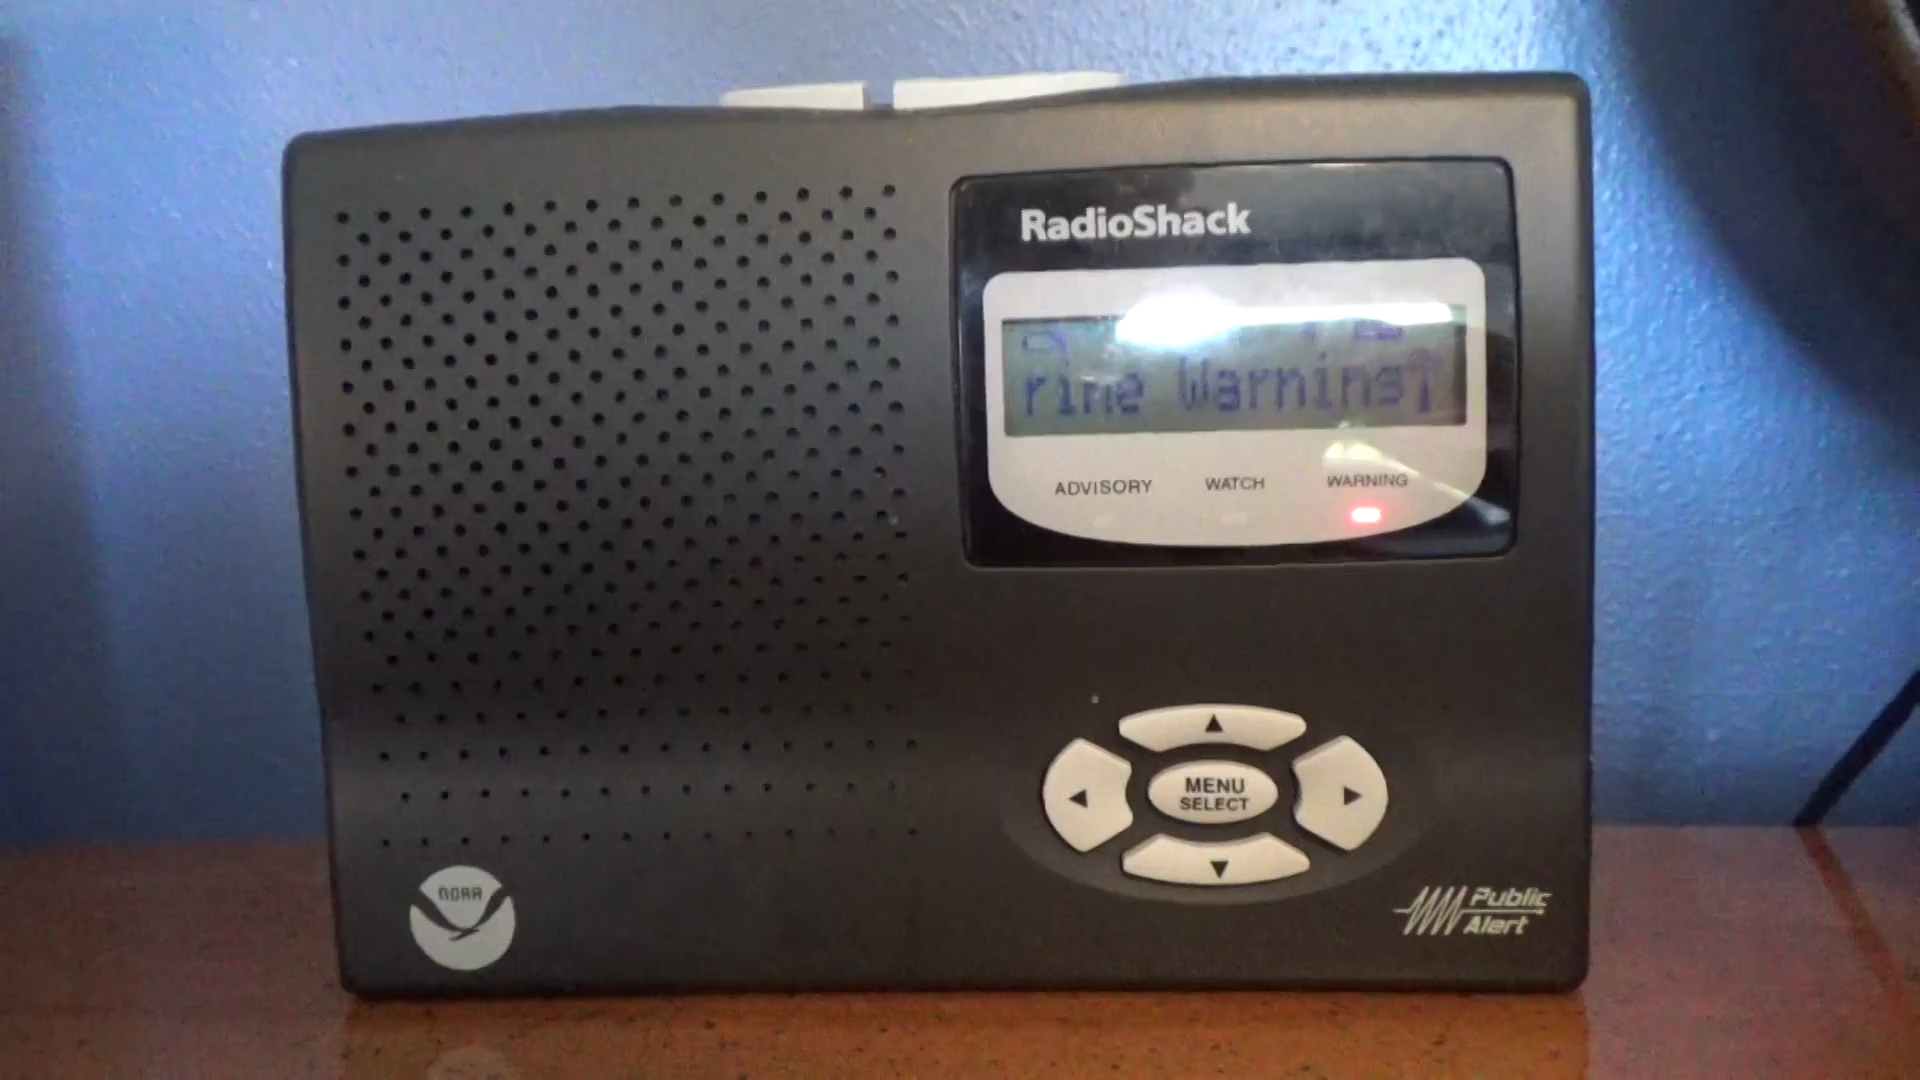 RadioShack
rine Warning↑
ADVISORY WATCH WARNING
MENU
SELECT
NOAA
Public
Alert